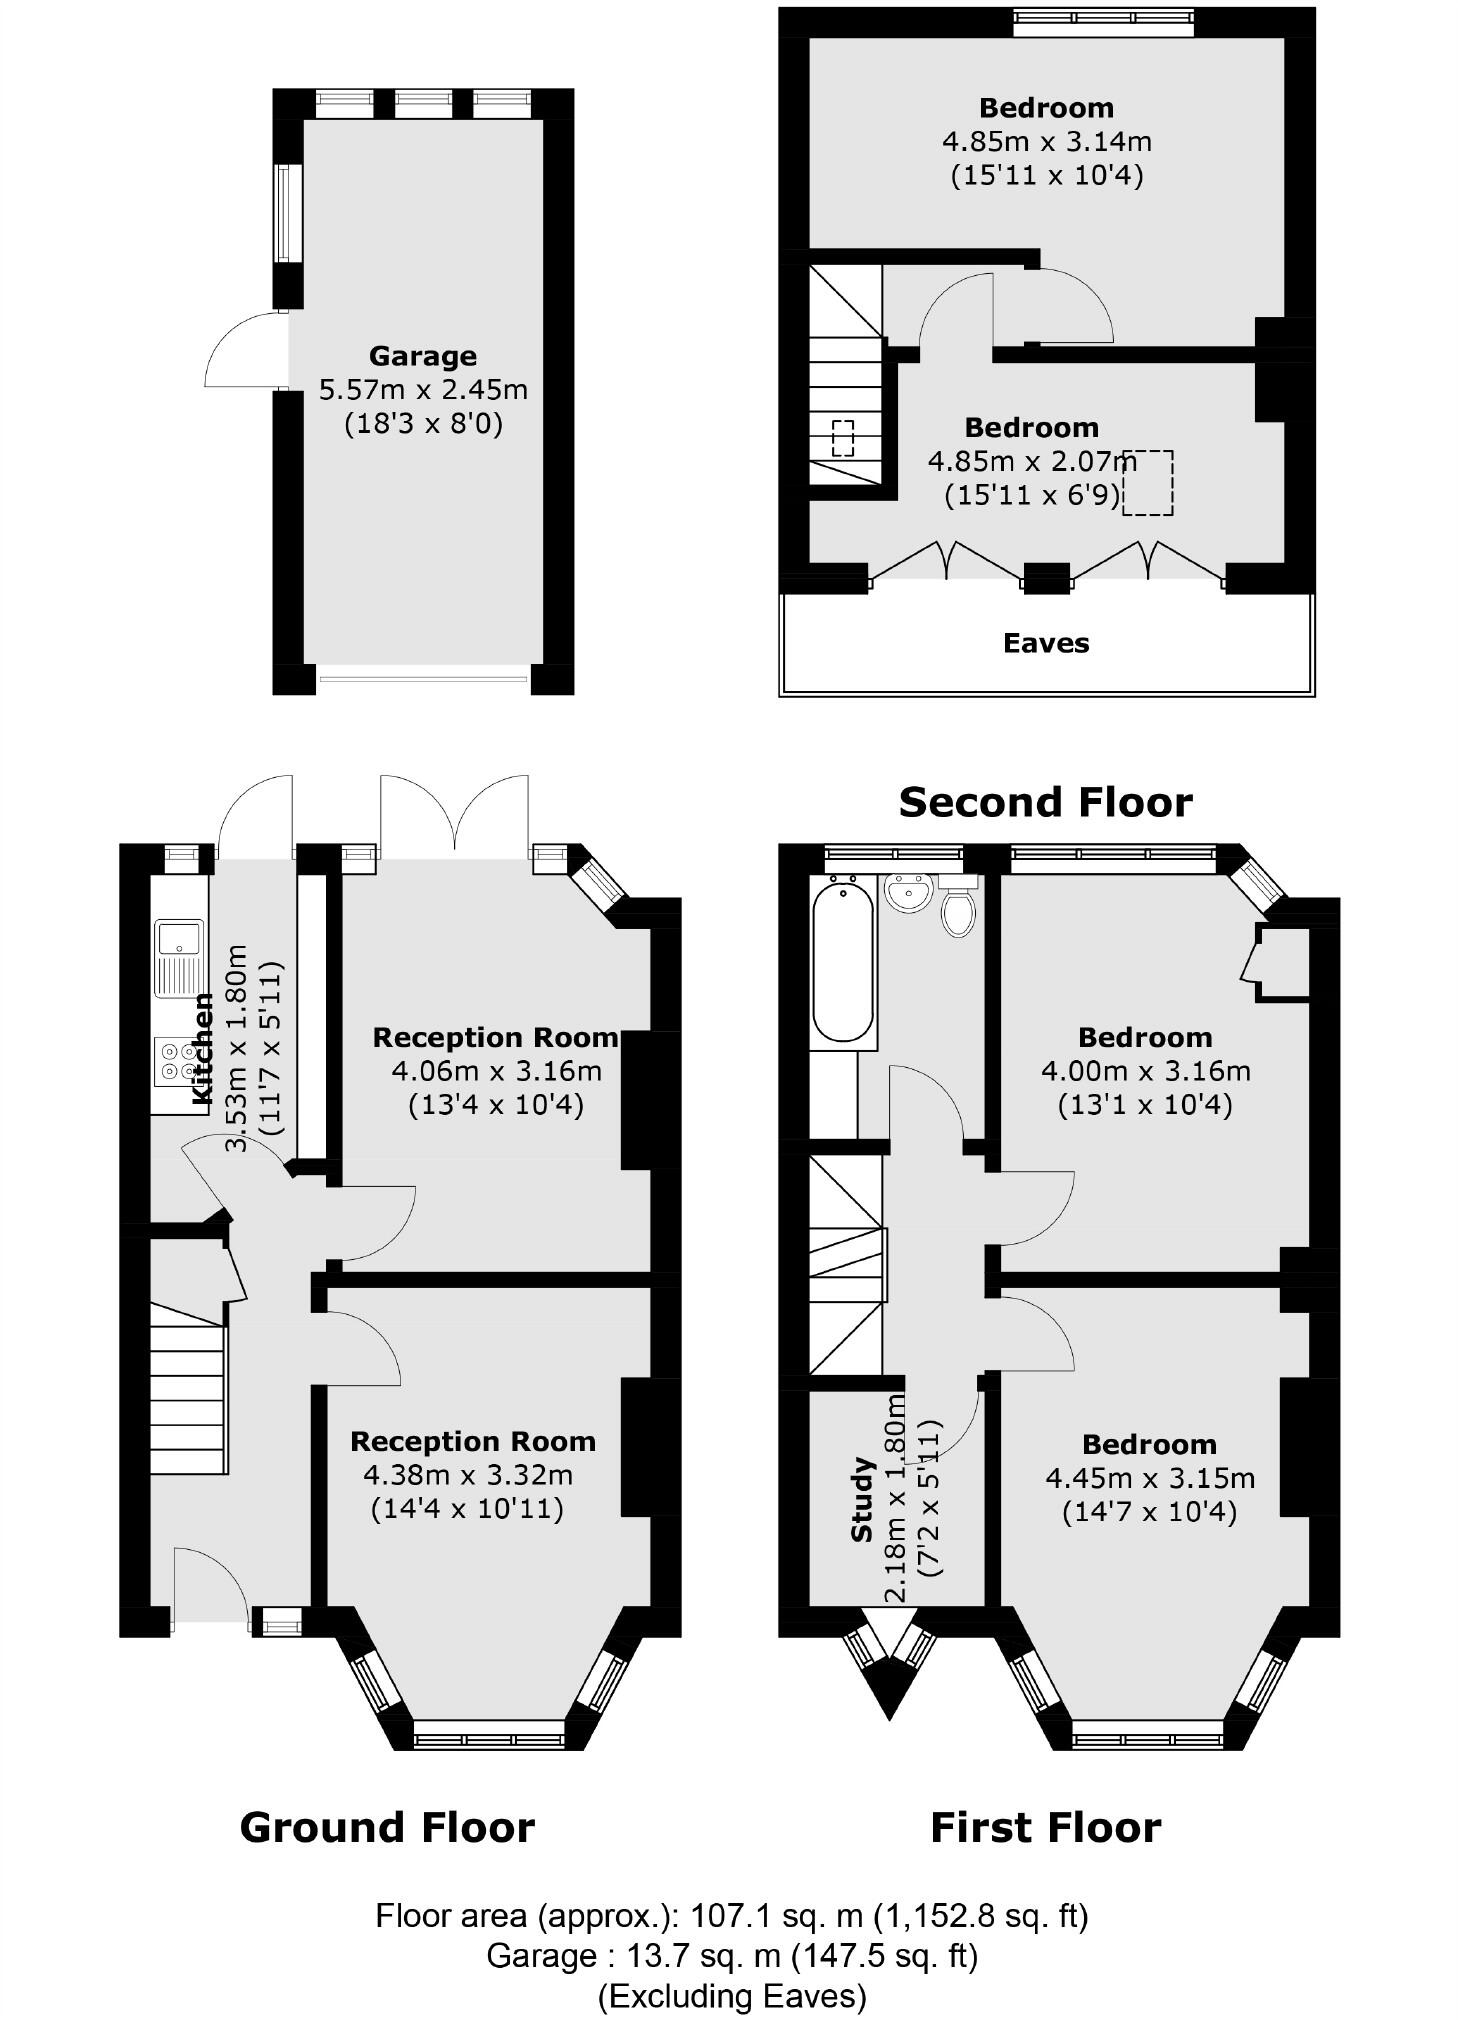 Bedroom
4.85m x 3.14m
(15'11 x 10'4)
Garage
5.57m x 2.45m
(18'3 x 8'0)
Bedroom
4.85m x 2.07m
(15'11 x 6'9)
Eaves
Second Floor
Kitchen
3.53m x 1.80m
(11'7 x 5'11)
Reception Room
4.06m x 3.16m
(13'4 x 10'4)
Bedroom
4.00m x 3.16m
(13'1 x 10'4)
Reception Room
4.38m x 3.32m
(14'4 x 10'11)
Study
2.18m x 1.80m
(7'2 x 5'11)
Bedroom
4.45m x 3.15m
(14'7 x 10'4)
Ground Floor
First Floor
Floor area (approx.): 107.1 sq. m (1,152.8 sq. ft)
Garage : 13.7 sq. m (147.5 sq. ft)
(Excluding Eaves)